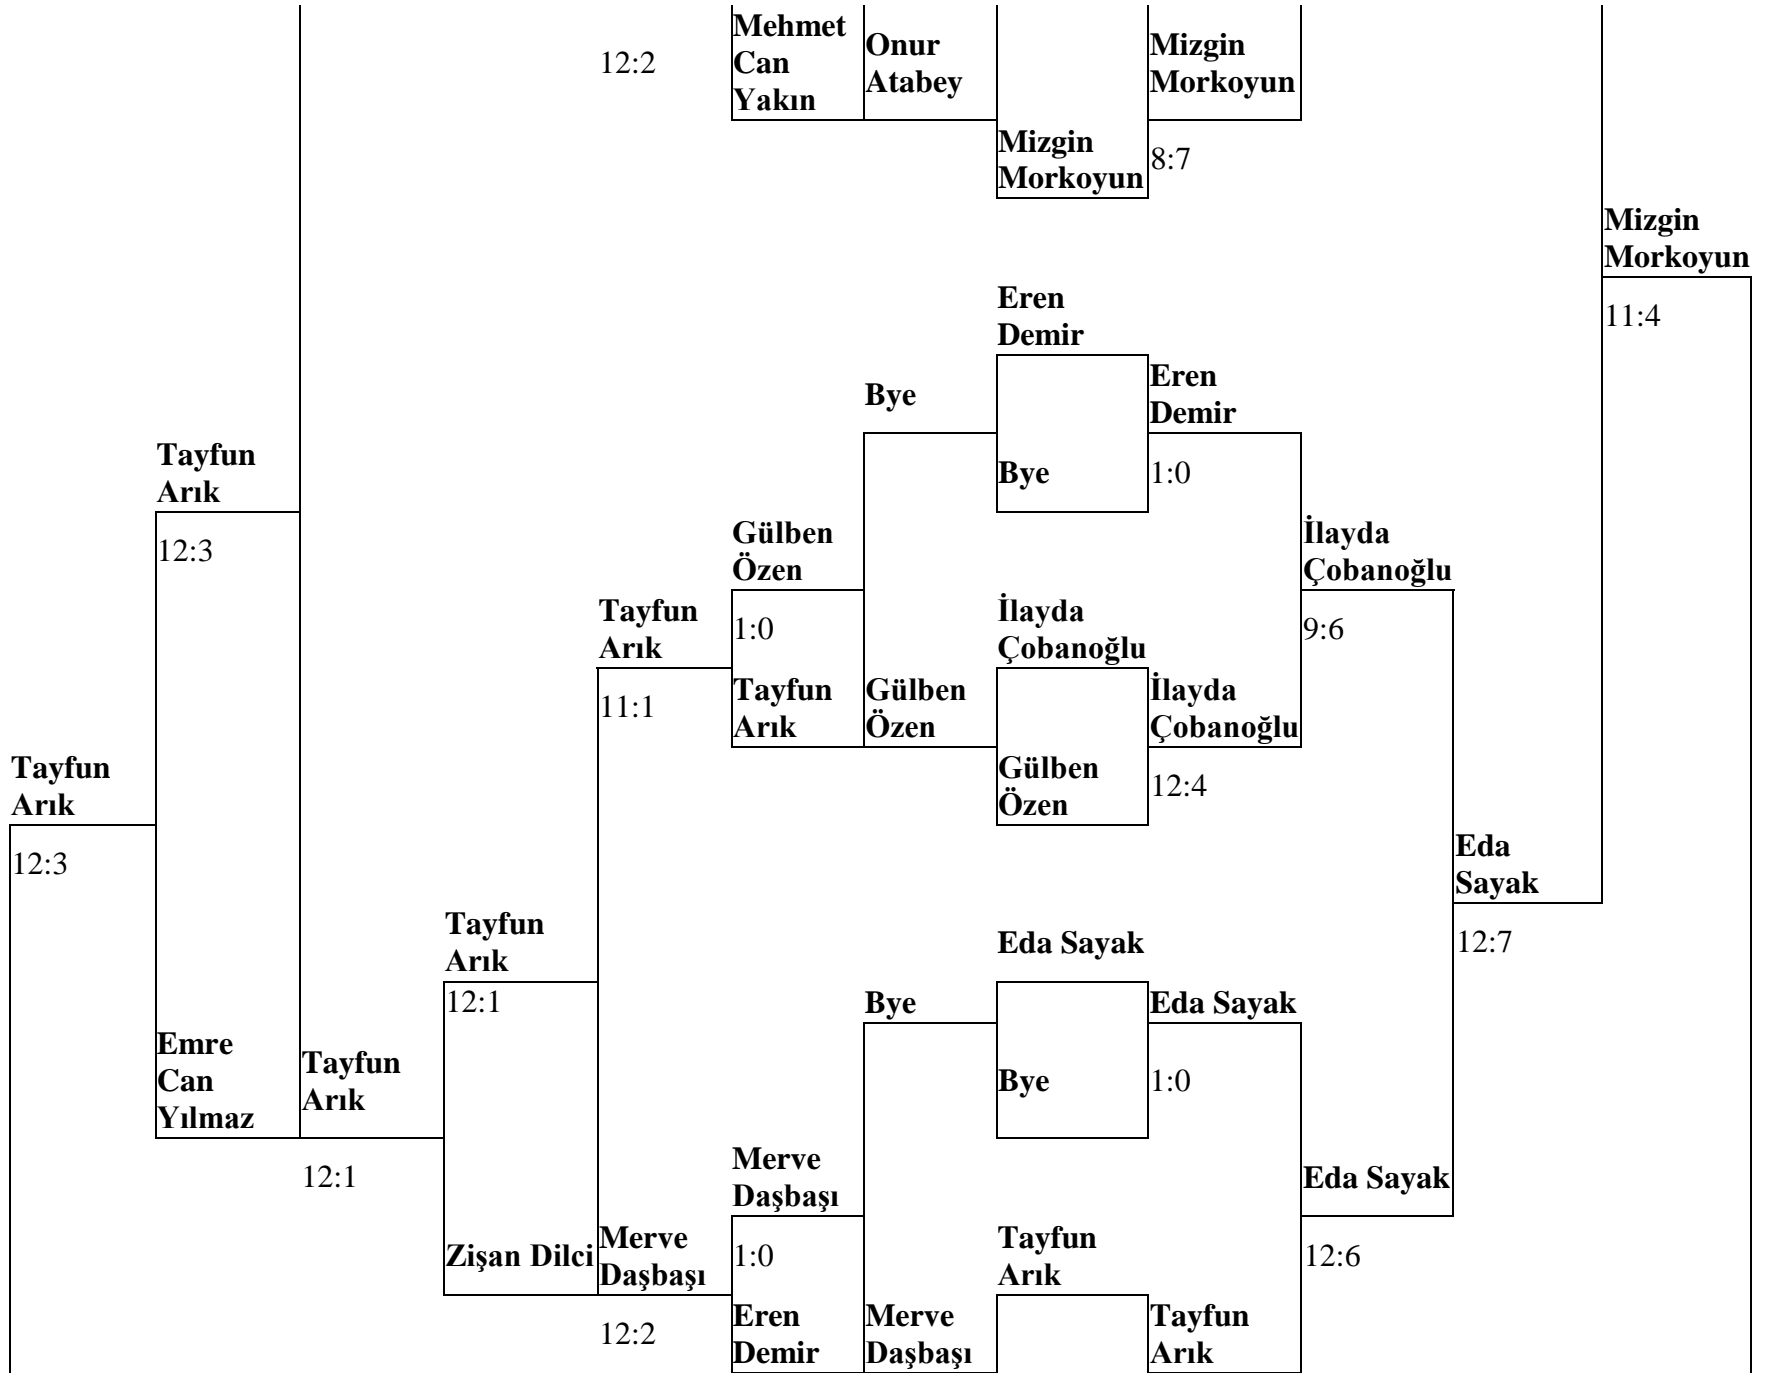 12:2
Mehmet
Can
Yakın
Onur
Atabey
Mizgin
Morkoyun
Mizgin
Morkoyun
8:7
Mizgin
Morkoyun
11:4
Eren
Demir
Bye
Eren
Demir
Bye
1:0
Tayfun
Arık
12:3
Gülben
Özen
İlayda
Çobanoğlu
Tayfun
Arık
1:0
İlayda
Çobanoğlu
9:6
11:1
Tayfun
Arık
Gülben
Özen
İlayda
Çobanoğlu
Gülben
Özen
12:4
Tayfun
Arık
12:3
Eda
Sayak
12:7
Tayfun
Arık
12:1
Eda Sayak
Bye
Eda Sayak
Bye
1:0
Emre
Can
Yılmaz
Tayfun
Arık
12:1
Merve
Daşbaşı
Eda Sayak
12:6
Zişan Dilci
Merve
Daşbaşı
12:2
1:0
Tayfun
Arık
Eren
Demir
Merve
Daşbaşı
Tayfun
Arık